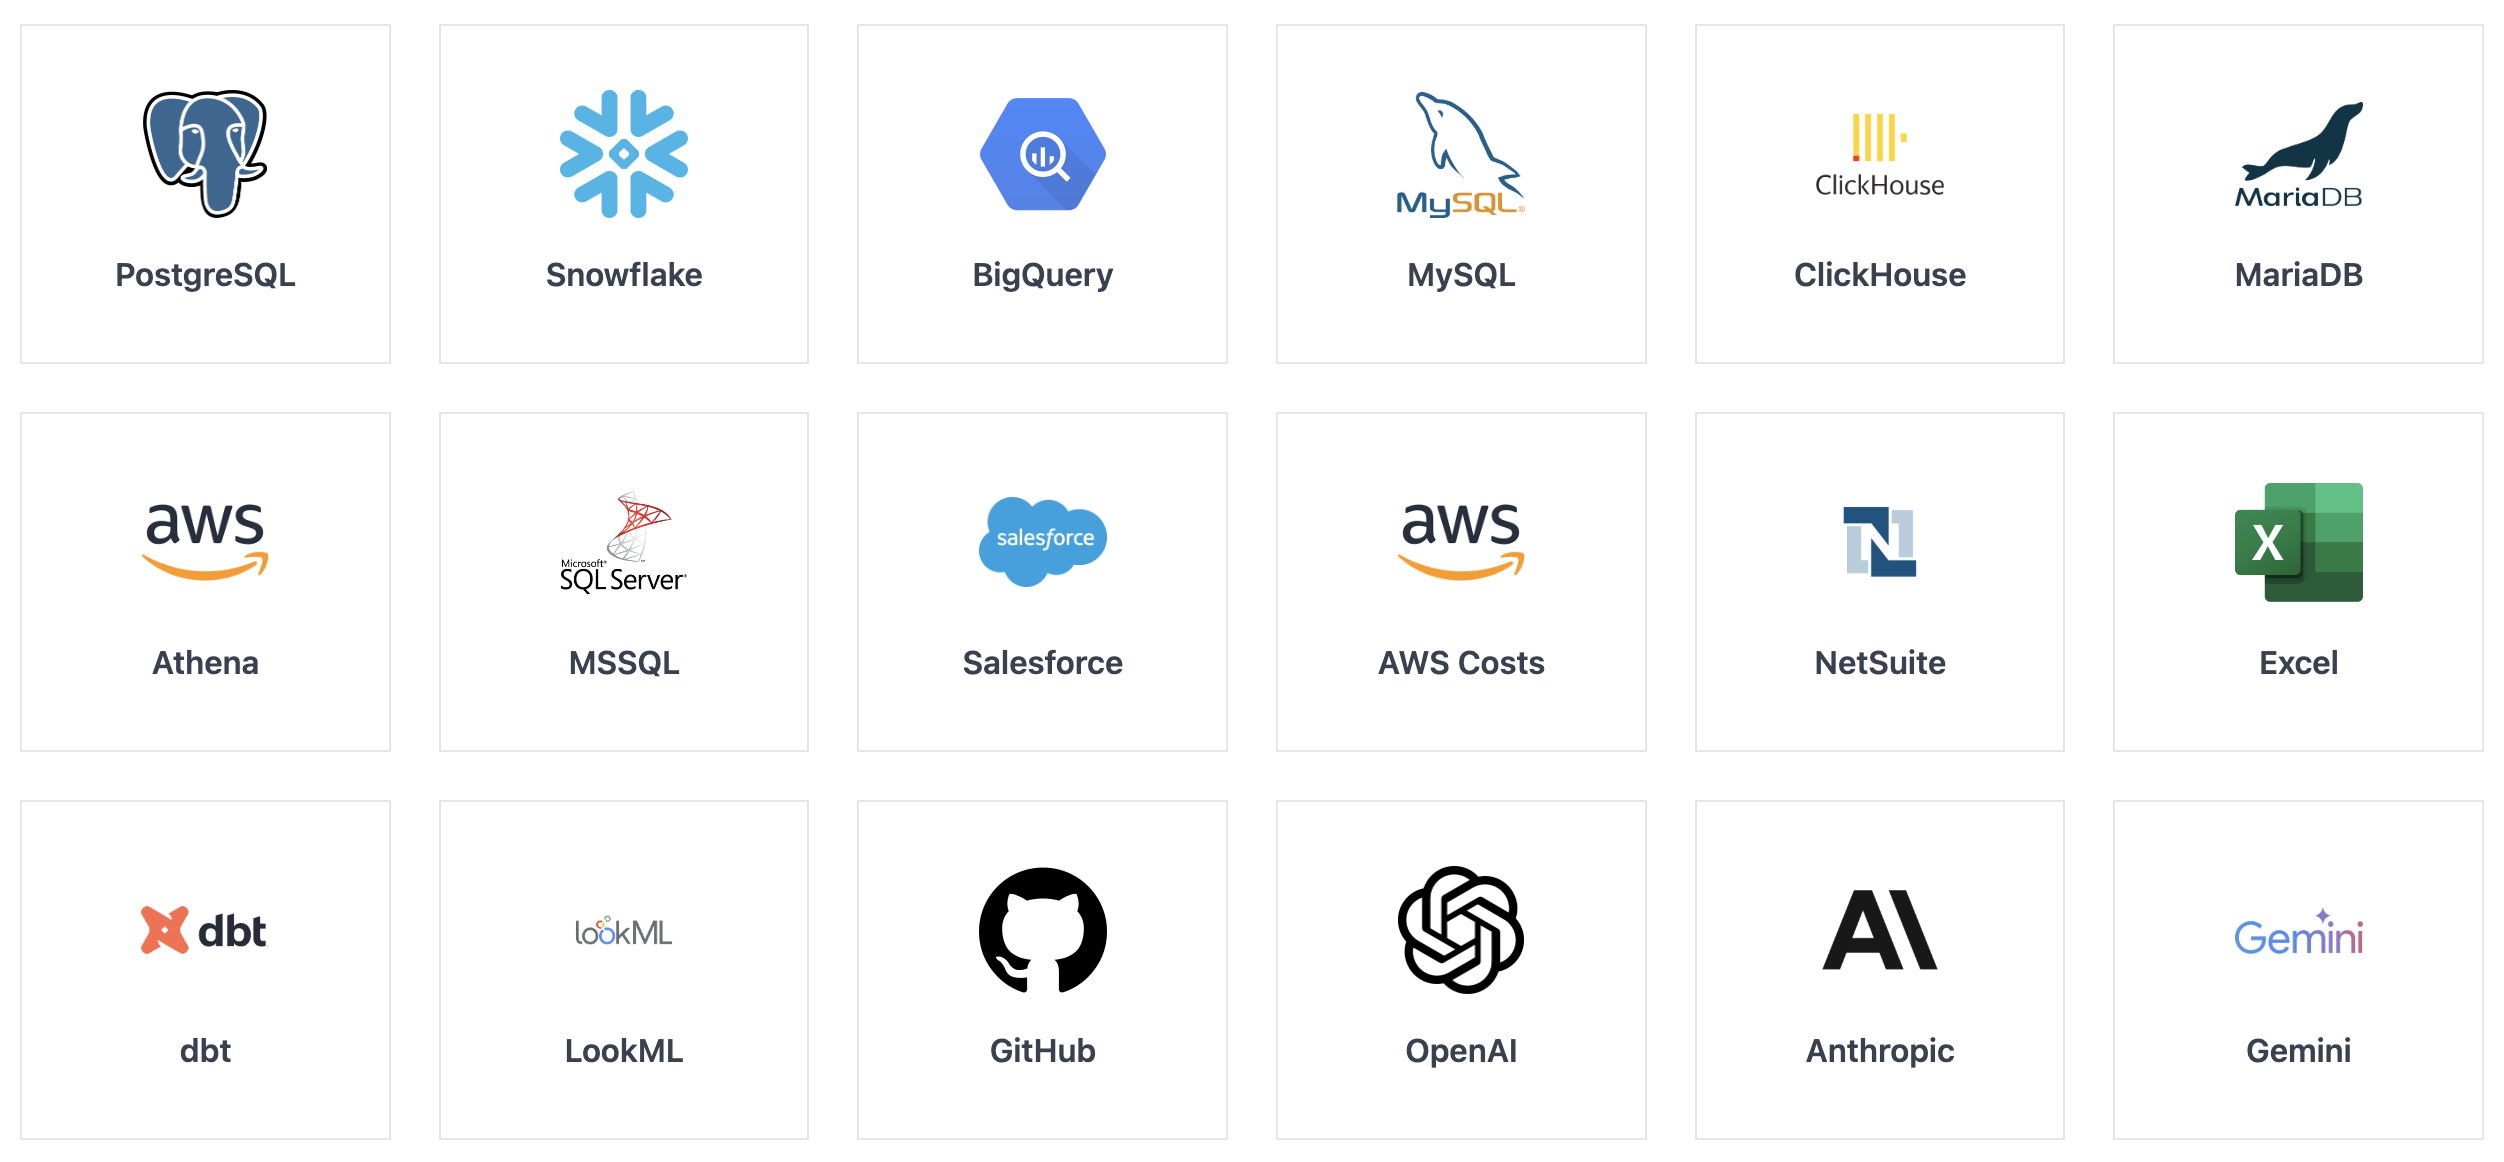 MySQL®
ClickHouse
MariaDB
PostgreSQL
Snowflake
BigQuery
MySQL
ClickHouse
MariaDB
aws
Microsoft®
SQL Server®
salesforce
aws
N
X
Athena
MSSQL
Salesforce
AWS Costs
NetSuite
Excel
dbt
lookML
AI
Gemini
dbt
LookML
GitHub
OpenAI
Anthropic
Gemini